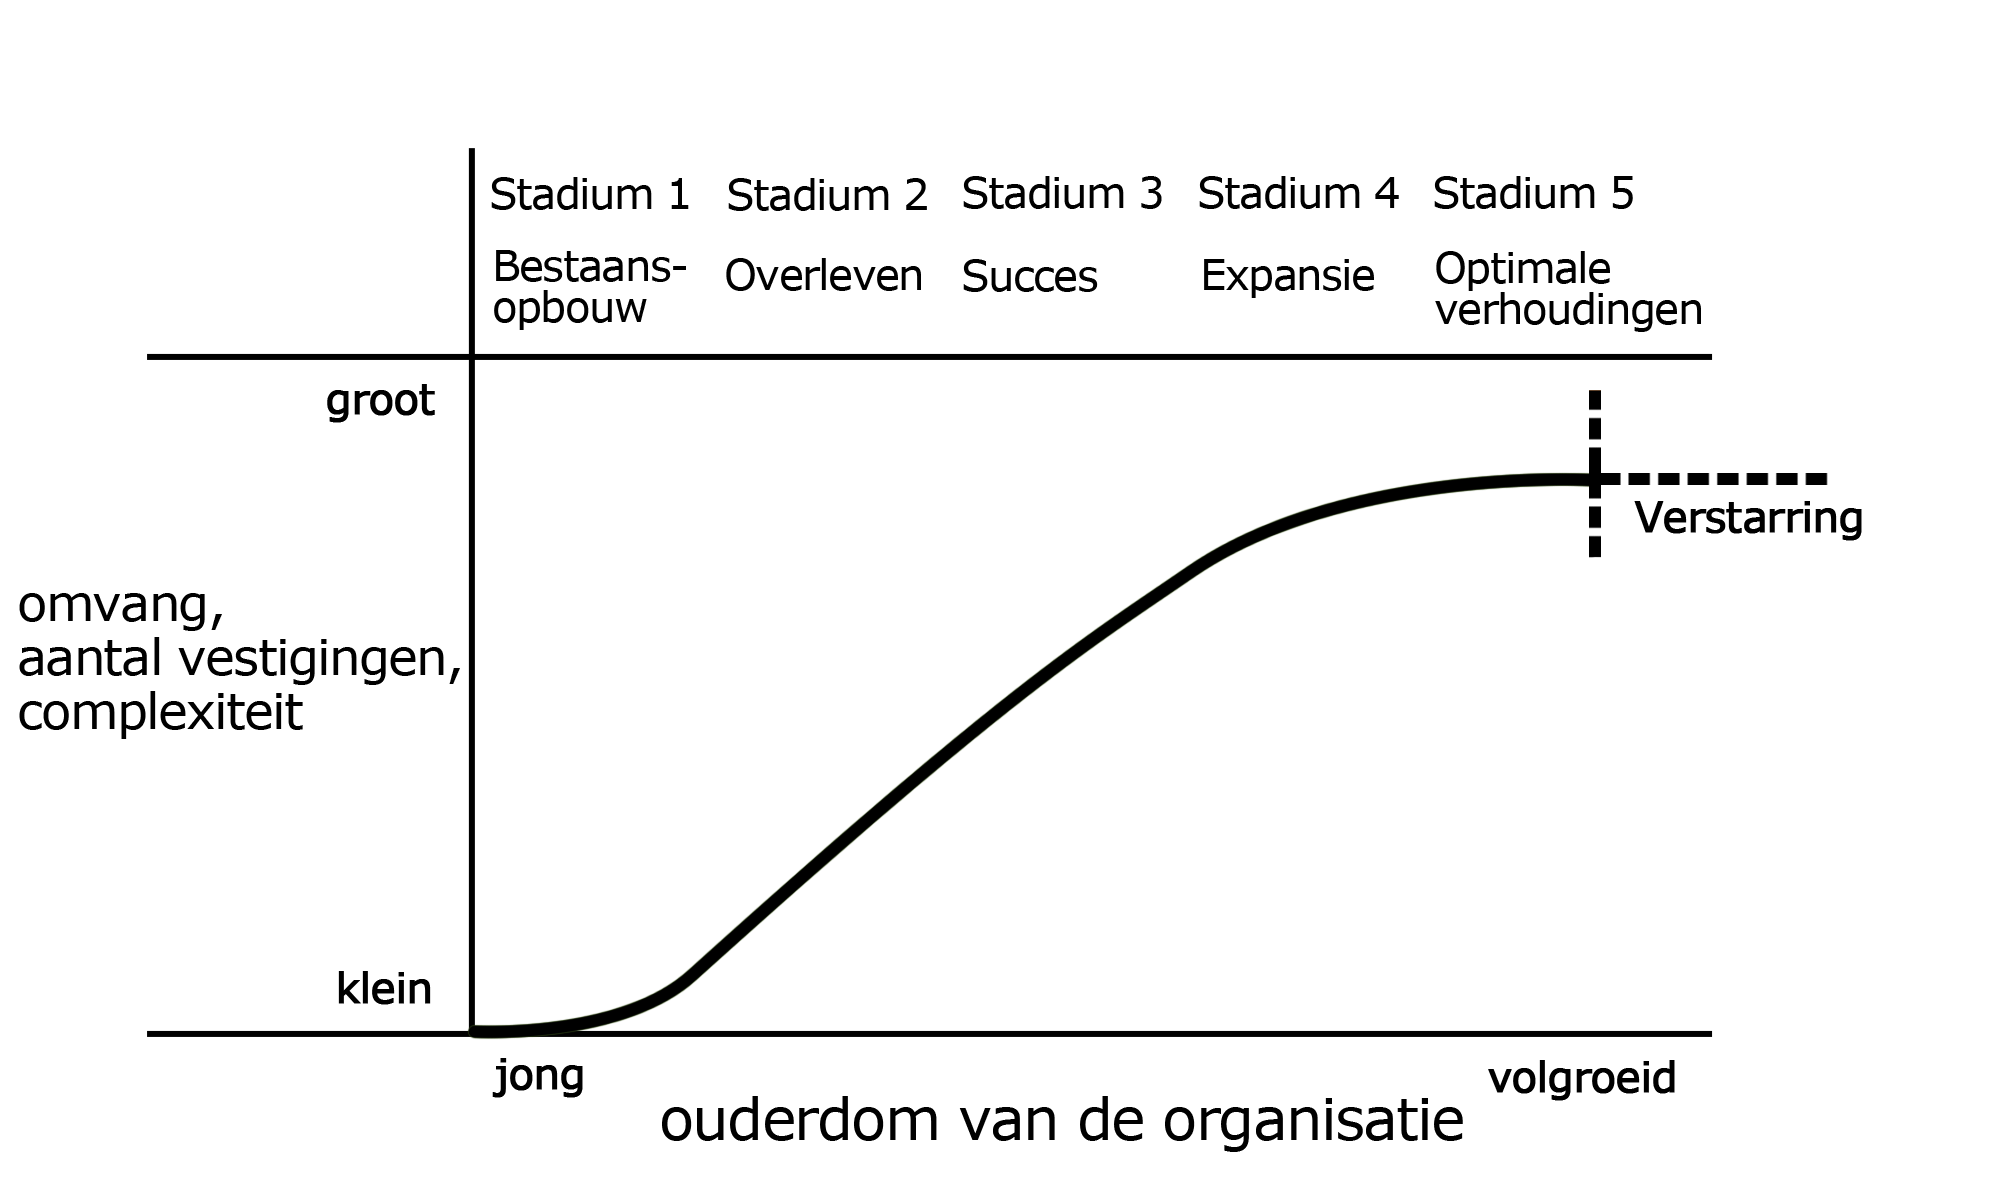 Stadium 1 Stadium 2 Stadium 3 Stadium 4 Stadium 5
Bestaans-
opbouw
Overleven
Succes
Expansie
Optimale
verhoudingen
groot
Verstarring
omvang,
aantal vestigingen,
complexiteit
klein
jong
volgroeid
ouderdom van de organisatie